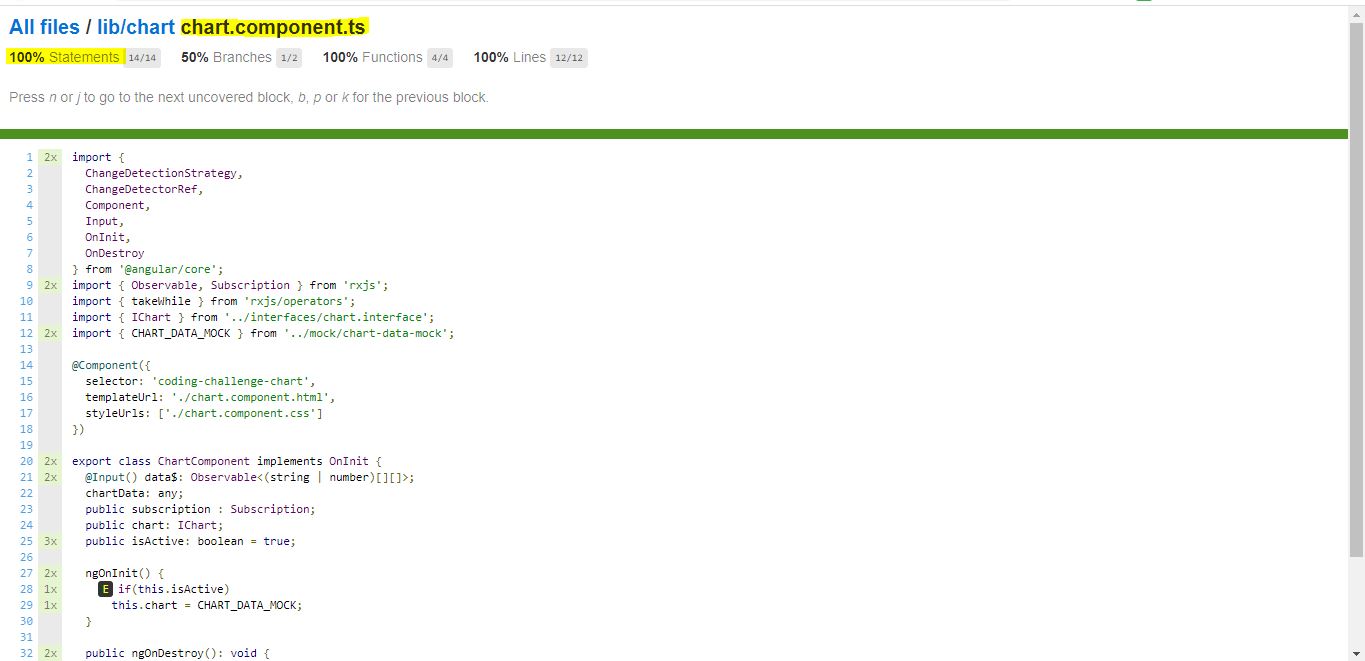 All files / lib/chart chart.component.ts
100% Statements 14/14 50% Branches 1/2 100% Functions 4/4 100% Lines 12/12
Press n or j to go to the next uncovered block, b, p or k for the previous block.
1 2x import {
2 ChangeDetectionStrategy,
3 ChangeDetectorRef,
4 Component,
5 Input,
6 OnInit,
7 OnDestroy
8 } from '@angular/core';
9 2x import { Observable, Subscription } from 'rxjs';
10 import { takeWhile } from 'rxjs/operators';
11 import { IChart } from '../interfaces/chart.interface';
12 2x import { CHART_DATA_MOCK } from '../mock/chart-data-mock';
13
14 @Component({
15 selector: 'coding-challenge-chart',
16 templateUrl: './chart.component.html',
17 styleUrls: ['./chart.component.css']
18 })
19
20 2x export class ChartComponent implements OnInit {
21 2x @Input() data$: Observable<(string | number)[][]>;
22 chartData: any;
23 public subscription : Subscription;
24 public chart: IChart;
25 3x public isActive: boolean = true;
26
27 2x ngOnInit() {
28 1x E if(this.isActive)
29 1x this.chart = CHART_DATA_MOCK;
30 }
31
32 2x public ngOnDestroy(): void {